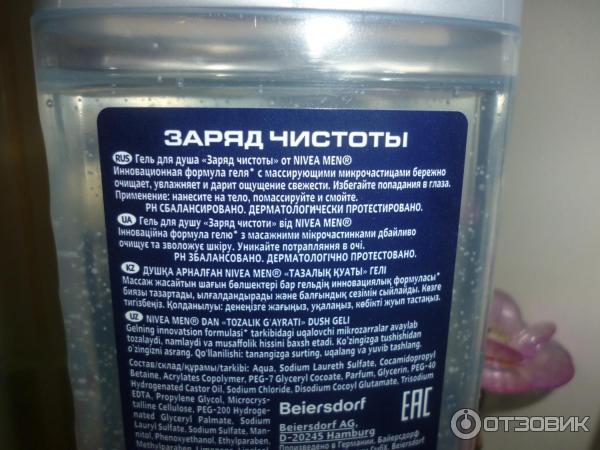 ЗАРЯД ЧИСТОТЫ
RUS Гель для душа «Заряд чистоты» от NIVEA MEN®
Инновационная формула геля* с массирующими микрочастицами бережно
очищает, увлажняет и дарит ощущение свежести. Избегайте попадания в глаза.
Применение: нанесите на тело, помассируйте и смойте.
PH СБАЛАНСИРОВАНО. ДЕРМАТОЛОГИЧЕСКИ ПРОТЕСТИРОВАНО.
UA Гель для душу «Заряд чистоти» від NIVEA MEN®
Інноваційна формула гелю* з масажними мікрочастинками дбайливо
очищує та зволожує шкіру. Уникайте потрапляння в очі.
PH ЗБАЛАНСОВАНО. ДЕРМАТОЛОГІЧНО ПРОТЕСТОВАНО.
KZ ДУШҚА АРНАЛҒАН NIVEA MEN® «ТАЗАЛЫҚ ҚУАТЫ» ГЕЛІ
Массаж жасайтын шағын бөлшектері бар гельдің инновациялық формуласы*
биязы тазартады, ылғалдандырады және балғындық сезімін сыйлайды. Көзге
тигізбеңіз. Қолданылуы: денеңізге жағыңыз, уқалаңыз, көбікті жуып тастаңыз.
UZ NIVEA MEN® DAN «TOZALIK G'AYRATI» DUSH GELI
Gelning innovatsion formulasi* tarkibidagi uqalovchi mikrozarralar avaylab
tozalaydi, namlaydi va musaffolik hissini baxsh etadi. Ko'zingizga tushishidan
o'zingizni asrang. Qo'llanilishi: tanangizga surting, uqalang va yuvib tashlang.
Состав/склад/құрамы/tarkibi: Aqua, Sodium Laureth Sulfate, Cocamidopropyl
Betaine, Acrylates Copolymer, PEG-7 Glyceryl Cocoate, Parfum, Glycerin, PEG-40
Hydrogenated Castor Oil, Sodium Chloride, Disodium Cocoyl Glutamate, Trisodium
EDTA, Propylene Glycol, Microcrys-
talline Cellulose, PEG-200 Hydroge-
nated Glyceryl Palmate, Sodium
Cocoyl Glutamate, Sodium Sulfate, Man-
nitol, Phenoxyethanol, Ethylparaben,
Methylparaben, Limonene, Linalool
Beiersdorf
Beiersdorf AG,
D-20245 Hamburg
Произведено в Германии. Байерсдорф
EAC
ОТЗОВИК